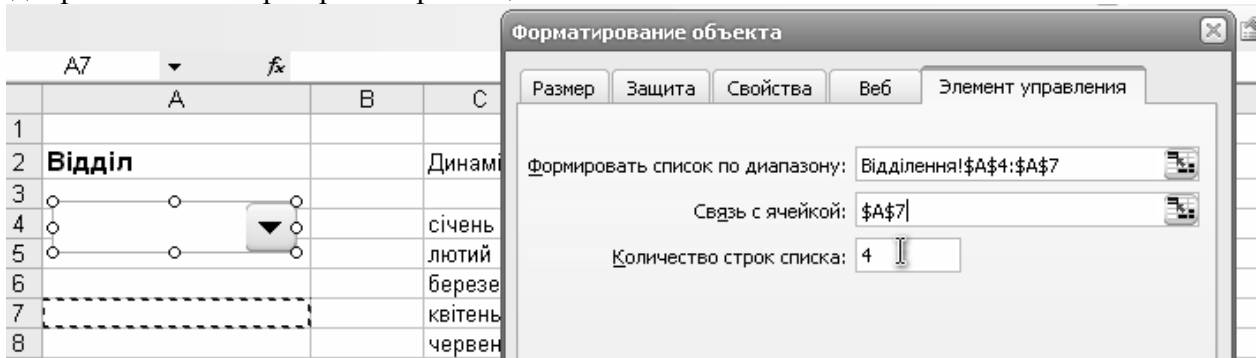 Форматирование объекта
A7 fx
Размер Защита Свойства Веб Элемент управления
A B C
1
2 Відділ Динамі
Формировать список по диапазону: Відділення!$A$4:$A$7
3
Связь с ячейкой: $A$7
4 січень
5 лютий
Количество строк списка: 4
6 березе
7 квітень
8 червен